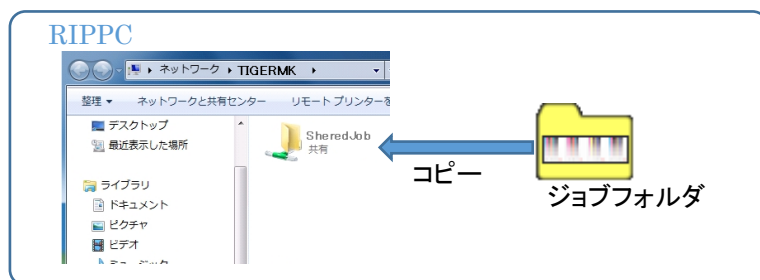 RIPPC
ネットワーク ▸ TIGERMK ▸
整理 ▾ ネットワークと共有センター リモート プリンターを
デスクトップ
最近表示した場所
SheredJob
共有
ライブラリ
ドキュメント
ピクチャ
ビデオ
コピー
ジョブフォルダ